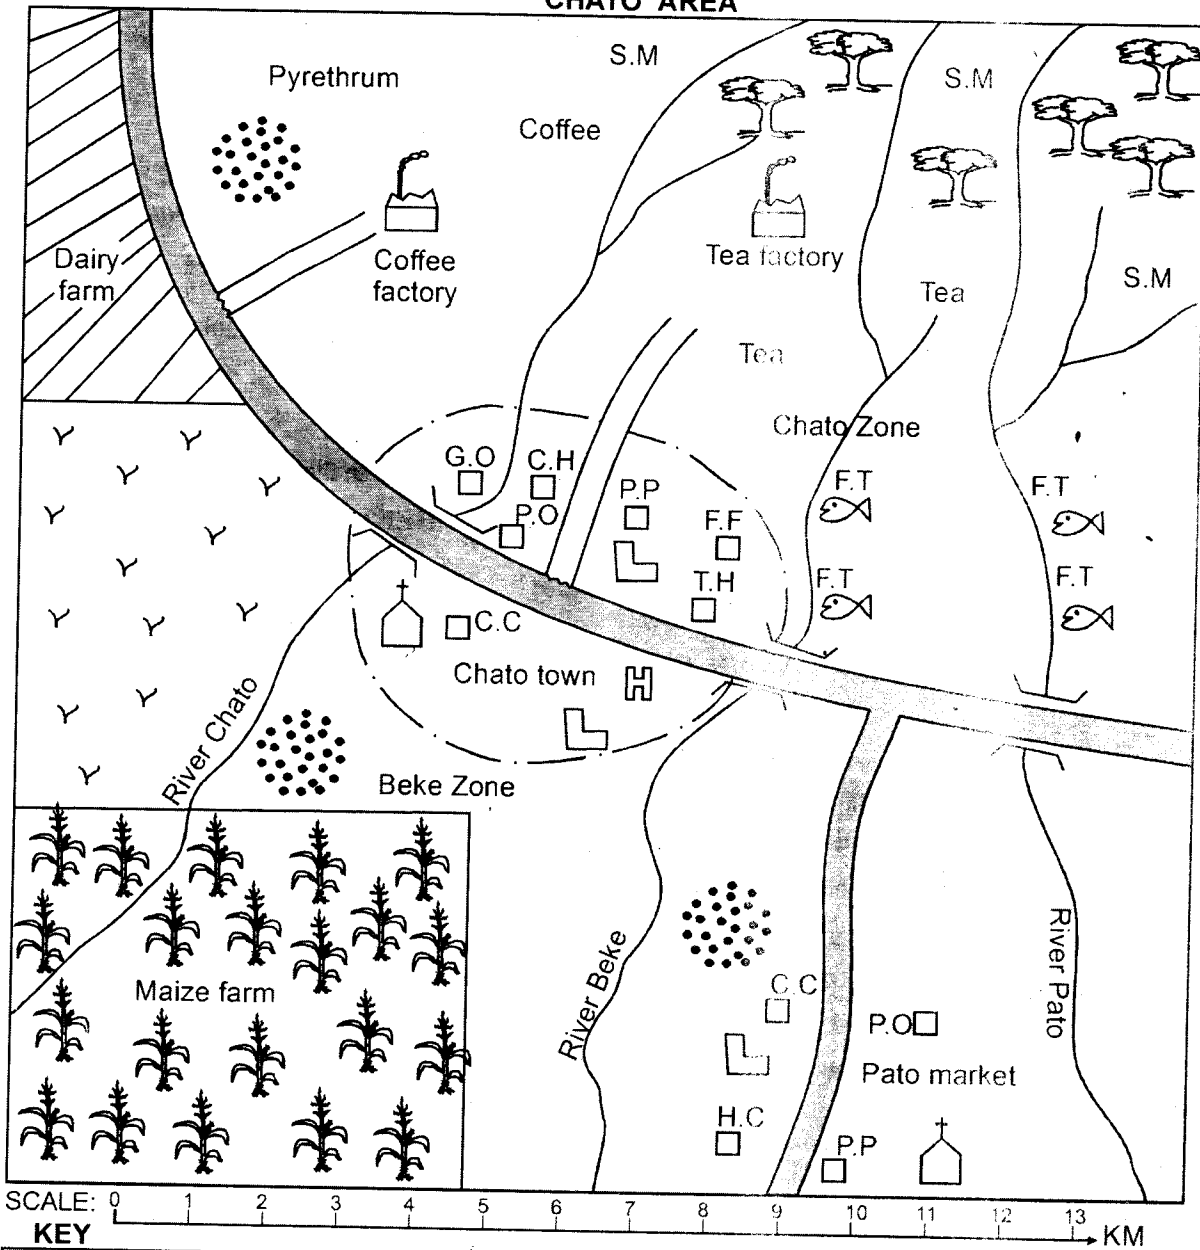 CHATO AREA
S.M
Pyrethrum
S.M
Coffee
Dairy
farm
Coffee
factory
Tea factory
S.M
Tea
Tea
Chato Zone
G.O
C.H
P.P
F.T
F.T
P.O
F.F
T.H
F.T
F.T
C.C
Chato town
H
River Chato
Beke Zone
River Beke
River Pato
Maize farm
C.C
P.O
Pato market
H.C
P.P
SCALE: 0 1 2 3 4 5 6 7 8 9 10 11 12 13 KM
KEY